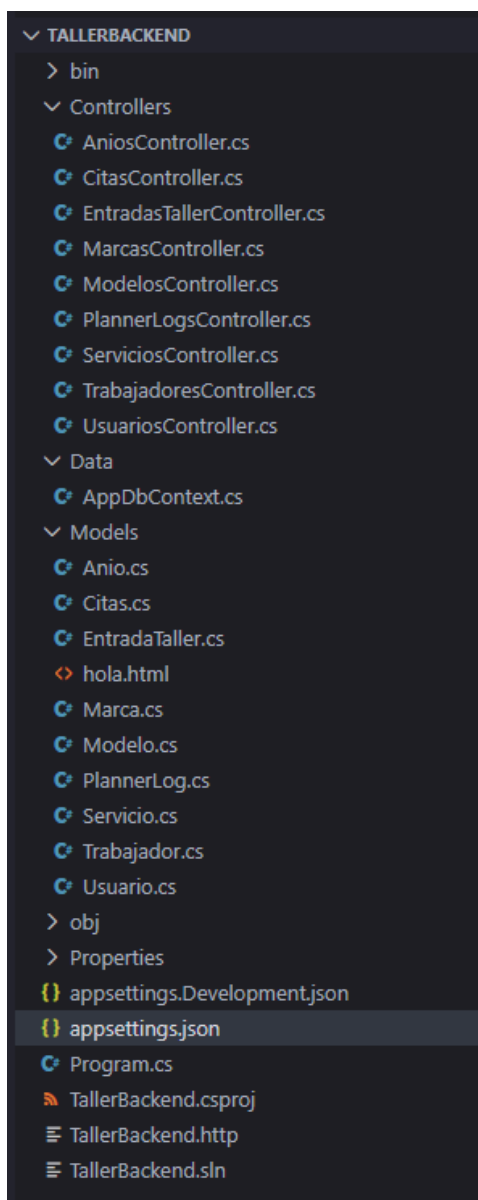 TALLERBACKEND
bin
Controllers
C# AniosController.cs
C# CitasController.cs
C# EntradasTallerController.cs
C# MarcasController.cs
C# ModelosController.cs
C# PlannerLogsController.cs
C# ServiciosController.cs
C# TrabajadoresController.cs
C# UsuariosController.cs
Data
C# AppDbContext.cs
Models
C# Anio.cs
C# Citas.cs
C# EntradaTaller.cs
<> hola.html
C# Marca.cs
C# Modelo.cs
C# PlannerLog.cs
C# Servicio.cs
C# Trabajador.cs
C# Usuario.cs
obj
Properties
{} appsettings.Development.json
{} appsettings.json
C# Program.cs
TallerBackend.csproj
TallerBackend.http
TallerBackend.sln